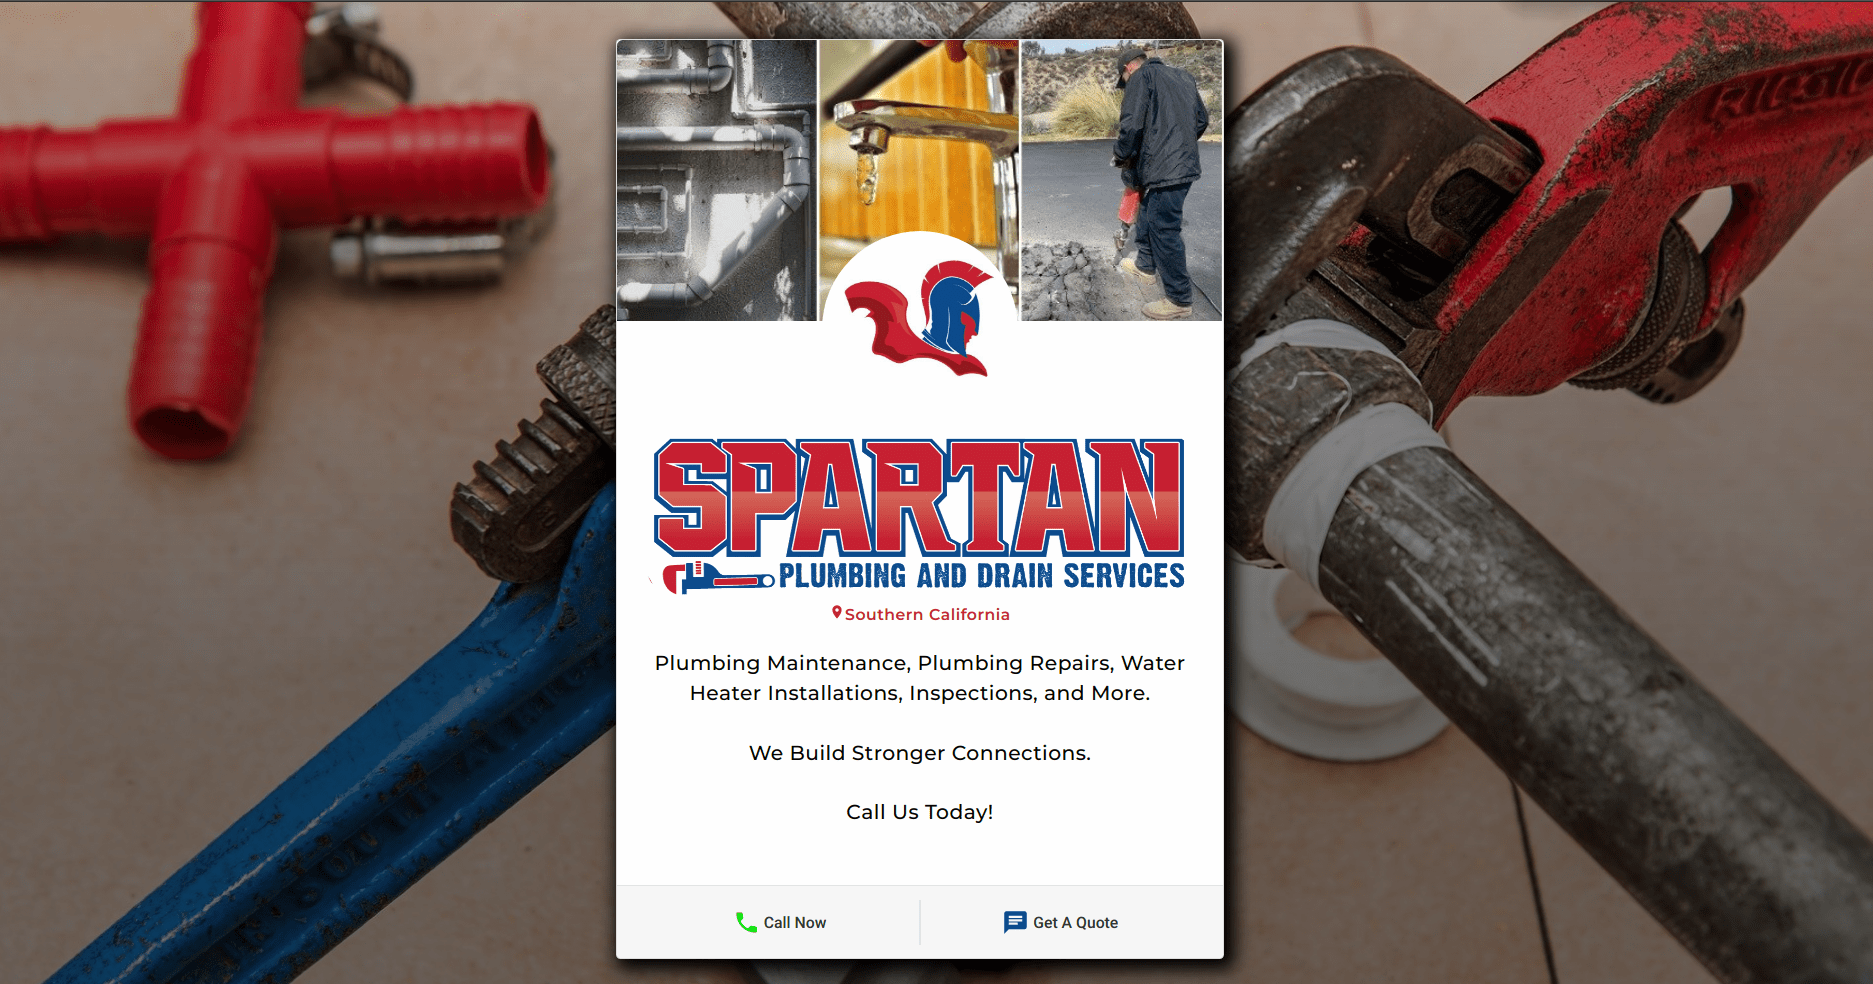 RIDGID
SPARTAN
PLUMBING AND DRAIN SERVICES
Southern California
Plumbing Maintenance, Plumbing Repairs, Water
Heater Installations, Inspections, and More.
We Build Stronger Connections.
Call Us Today!
Call Now
Get A Quote